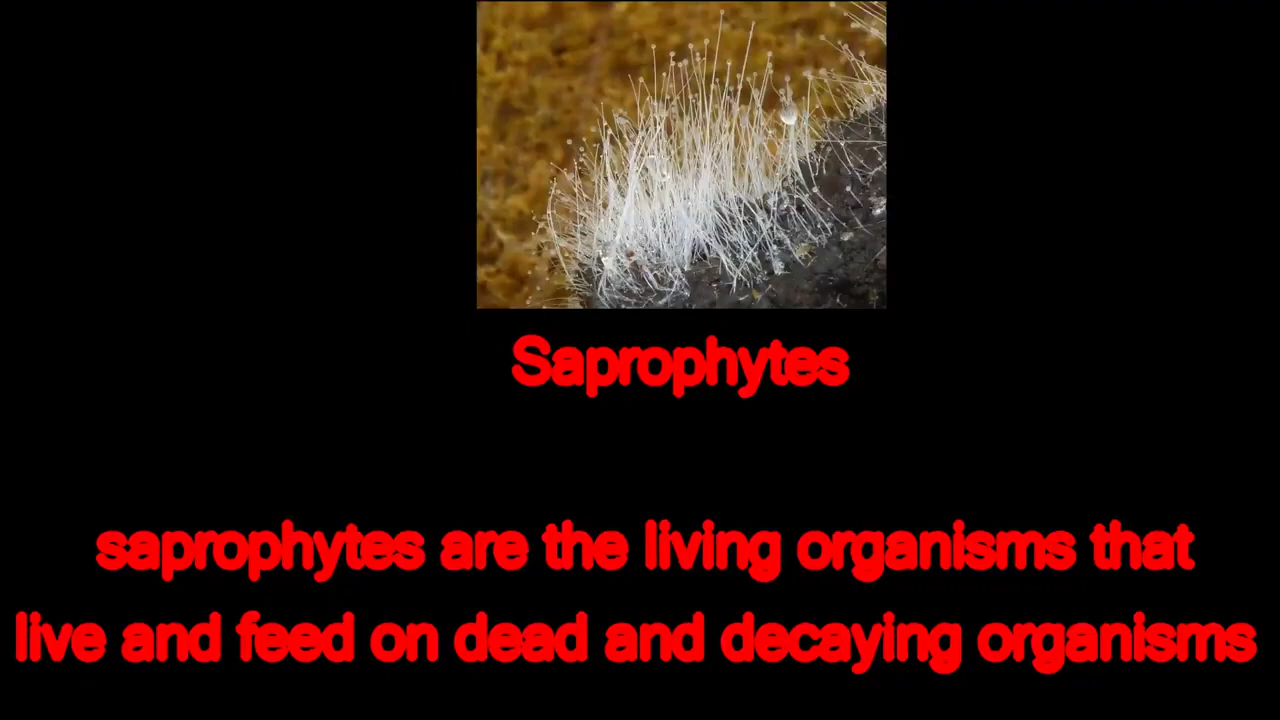 Saprophytes
saprophytes are the living organisms that
live and feed on dead and decaying organisms